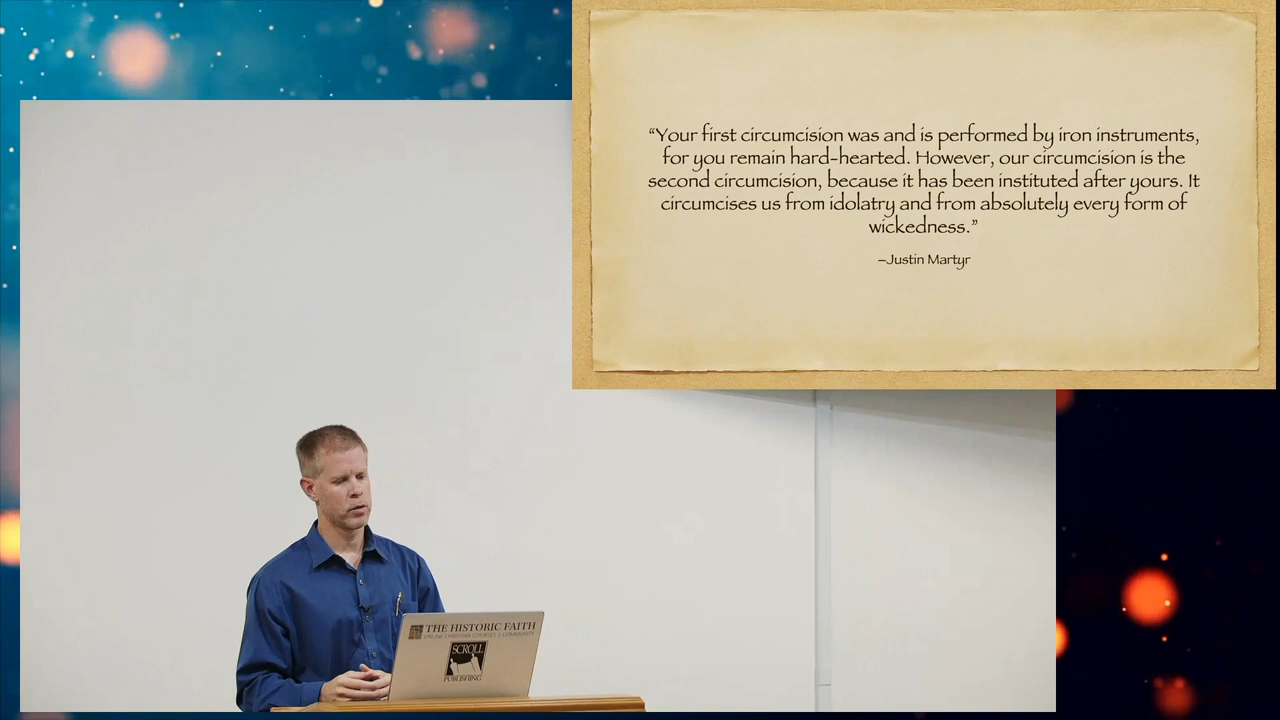 “Your first circumcision was and is performed by iron instruments,
for you remain hard-hearted. However, our circumcision is the
second circumcision, because it has been instituted after yours. It
circumcises us from idolatry and from absolutely every form of
wickedness.”
–Justin Martyr
THE HISTORIC FAITH
ONLINE CHRISTIAN COURSES & COMMUNITY
SCROLL
PUBLISHING